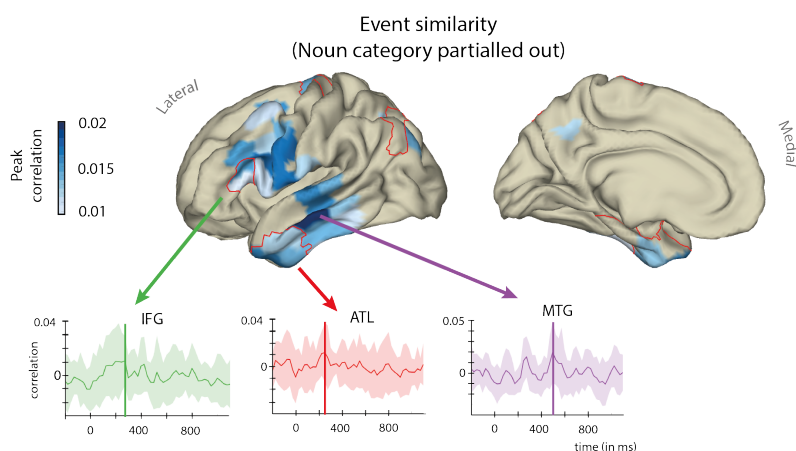 Event similarity
(Noun category partialled out)
Lateral
Medial
Peak
correlation
0.02
0.015
0.01
IFG
ATL
MTG
correlation
0.04
0
0 400 800
0.04
0
0 400 800
0.05
0
0 400 800
time (in ms)